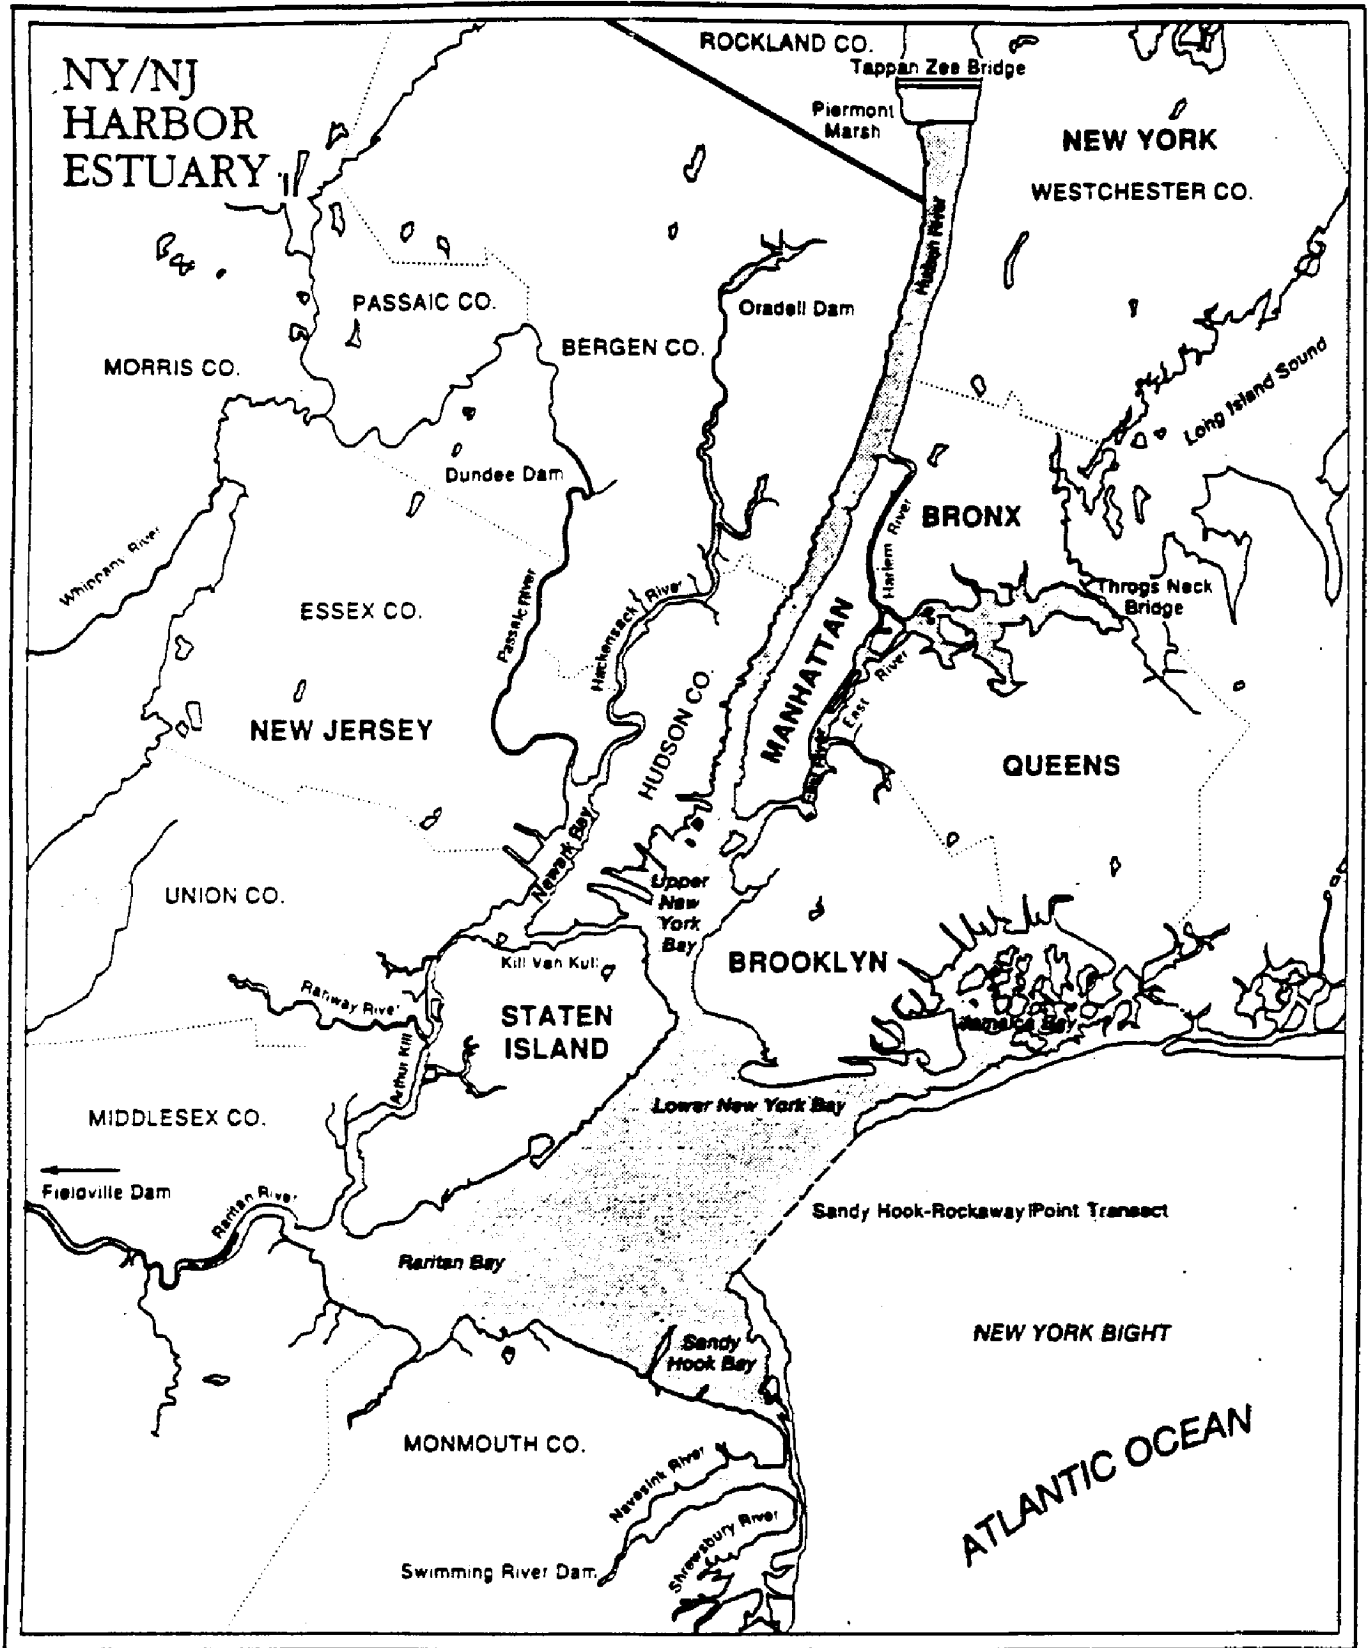 NY/NJ
HARBOR
ESTUARY
ROCKLAND CO.
Tappan Zee Bridge
Piermont
Marsh
NEW YORK
WESTCHESTER CO.
Hudson River
PASSAIC CO.
Oradell Dam
BERGEN CO.
MORRIS CO.
Long Island Sound
Dundee Dam
Harlem River
BRONX
Whippany River
Throgs Neck
Bridge
ESSEX CO.
Passaic River
Hackensack River
MANHATTAN
East River
HUDSON CO.
NEW JERSEY
East River
QUEENS
Newark Bay
UNION CO.
Upper
New
York
Bay
Kill Van Kull
BROOKLYN
Rahway River
STATEN
ISLAND
Jamaica Bay
Arthur Kill
Lower New York Bay
MIDDLESEX CO.
Fieldville Dam
Raritan River
Sandy Hook-Rockaway Point Transect
Raritan Bay
Sandy
Hook Bay
NEW YORK BIGHT
MONMOUTH CO.
ATLANTIC OCEAN
Navesink River
Shrewsbury River
Swimming River Dam